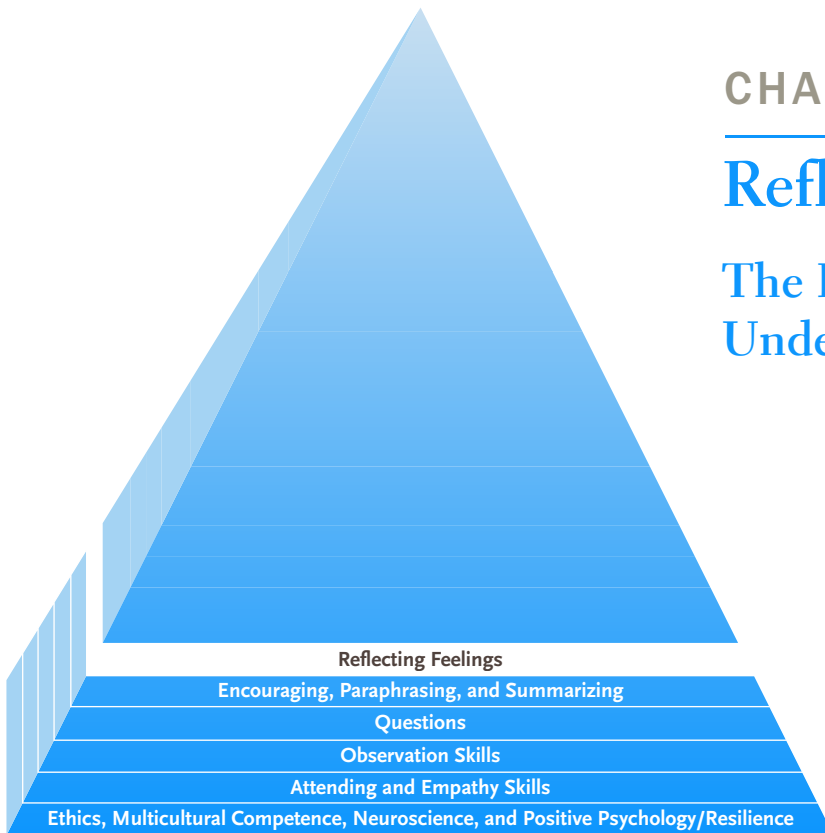 CHA
Refl
The
Unde
Reflecting Feelings
Encouraging, Paraphrasing, and Summarizing
Questions
Observation Skills
Attending and Empathy Skills
Ethics, Multicultural Competence, Neuroscience, and Positive Psychology/Resilience